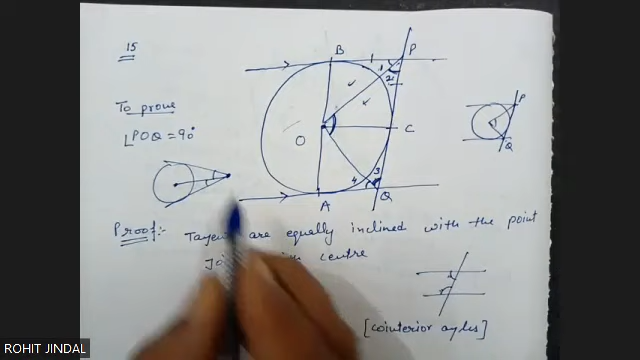 15
B
P
1
2
To prove
∟POQ = 90°
O
C
P
Q
3
4
A
Q
Proof:- are equally inclined with the point
centre
[cointerior angles]
ROHIT JINDAL